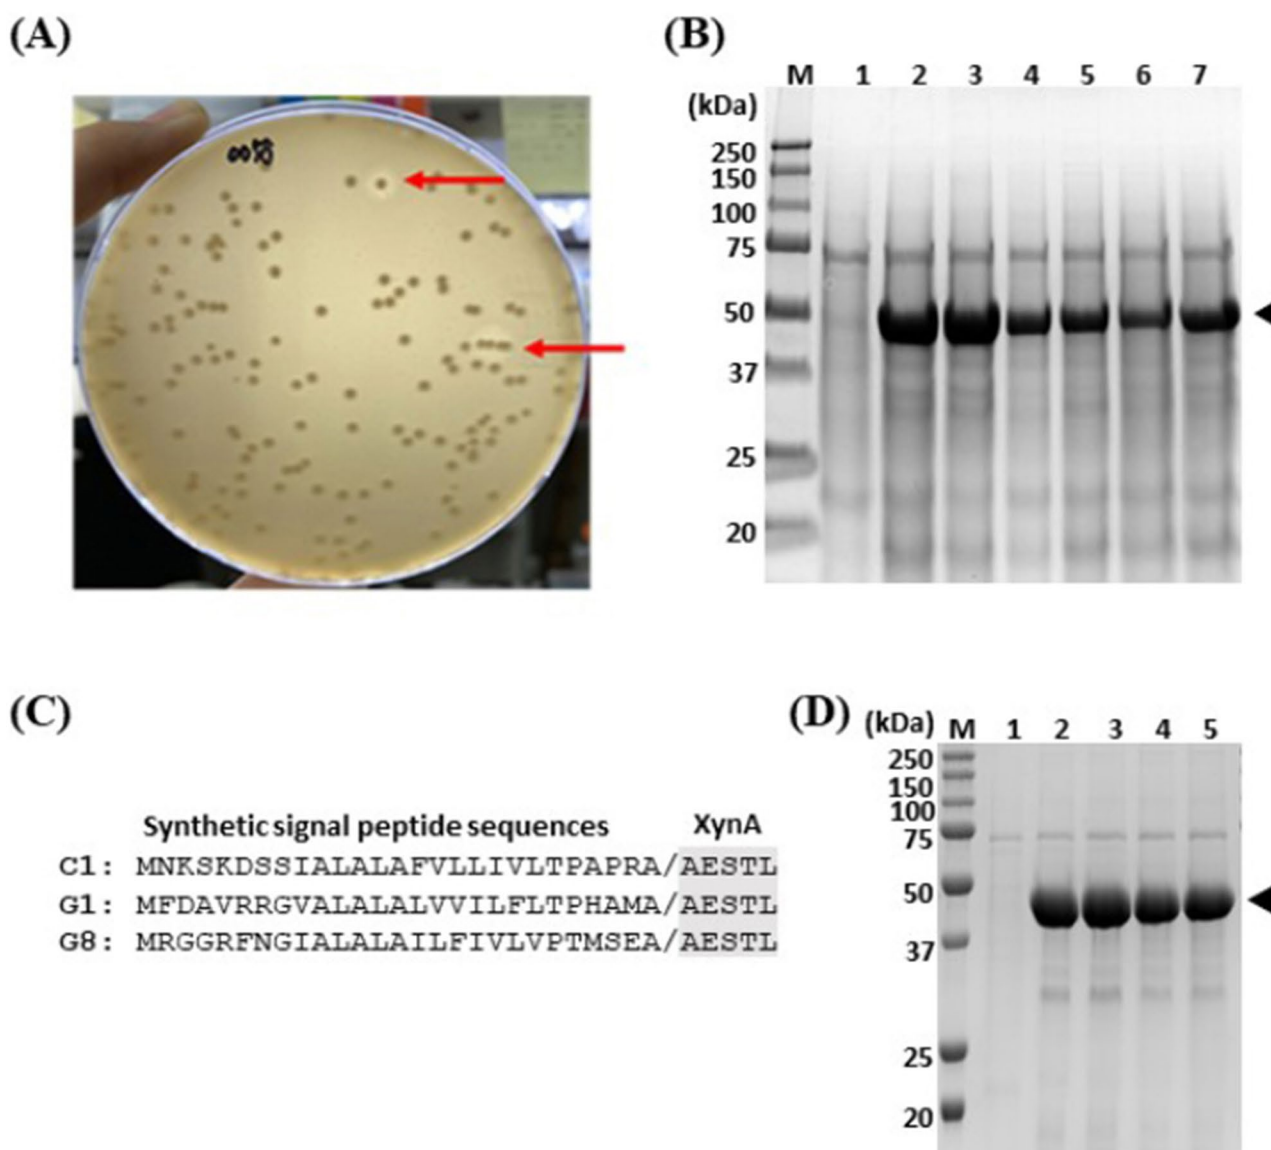 (A)
(B)
M 1 2 3 4 5 6 7
(kDa)
250
150
100
75
50
37
25
20
(C)
Synthetic signal peptide sequences XynA
C1: MNKSKDSSIALALAFVLLIVLTPAPRA/AESTL
G1: MFDAVRRGVALALALVVILFLTPHAMA/AESTL
G8: MRGGRFNGIALALAILFIVLVPTMSEA/AESTL
(D)
(kDa) M 1 2 3 4 5
250
150
100
75
50
37
25
20